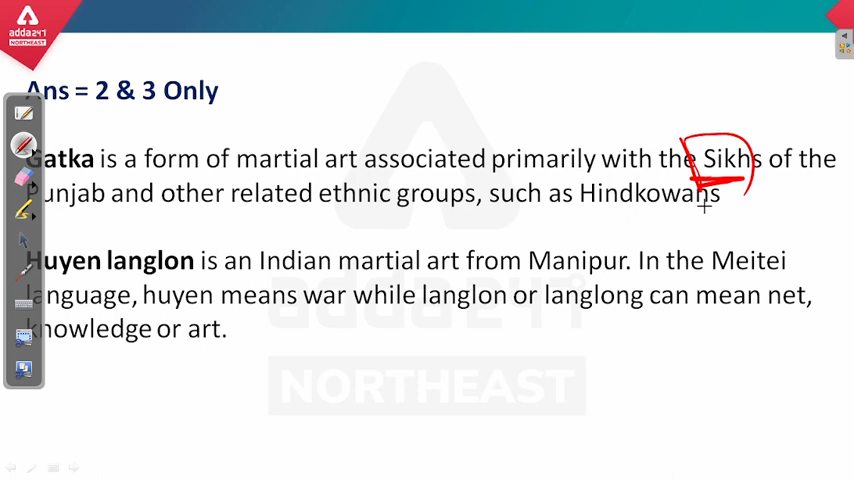 adda247
NORTHEAST
Ans = 2 & 3 Only
Gatka is a form of martial art associated primarily with the Sikhs of the
Punjab and other related ethnic groups, such as Hindkowans
Huyen langlon is an Indian martial art from Manipur. In the Meitei
language, huyen means war while langlon or langlong can mean net,
knowledge or art.
adda247
NORTHEAST